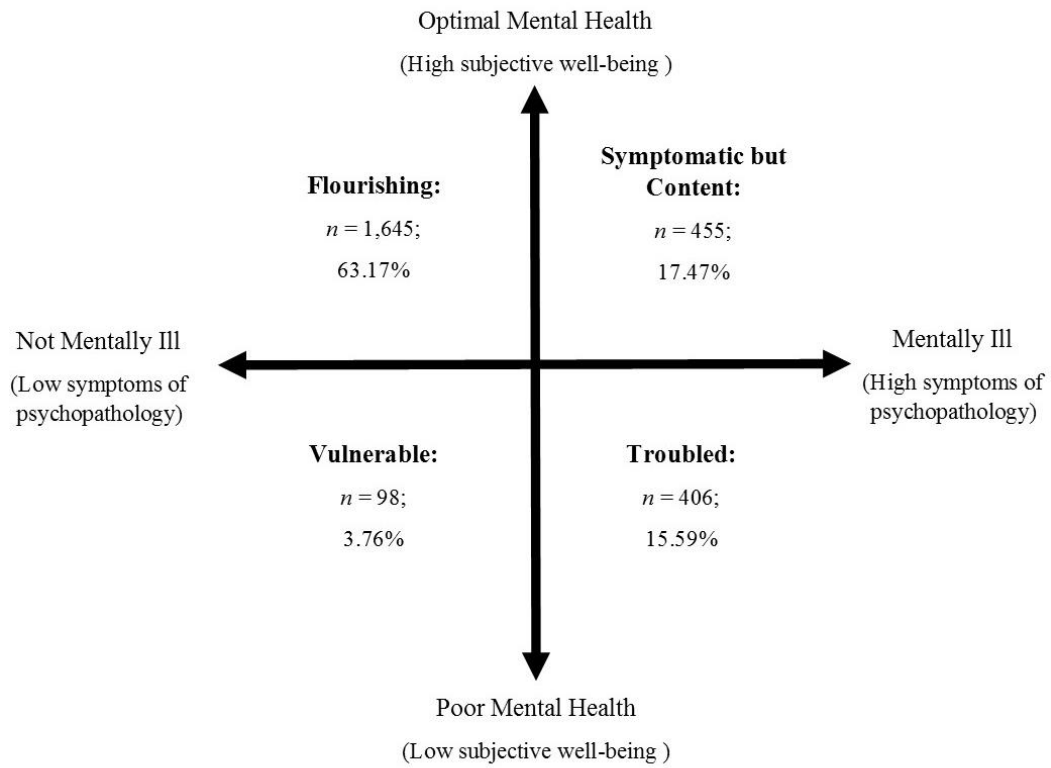 Optimal Mental Health
(High subjective well-being )
Symptomatic but
Content:
n = 455;
17.47%
Flourishing:
n = 1,645;
63.17%
Not Mentally Ill
(Low symptoms of
psychopathology)
Mentally Ill
(High symptoms of
psychopathology)
Vulnerable:
n = 98;
3.76%
Troubled:
n = 406;
15.59%
Poor Mental Health
(Low subjective well-being )